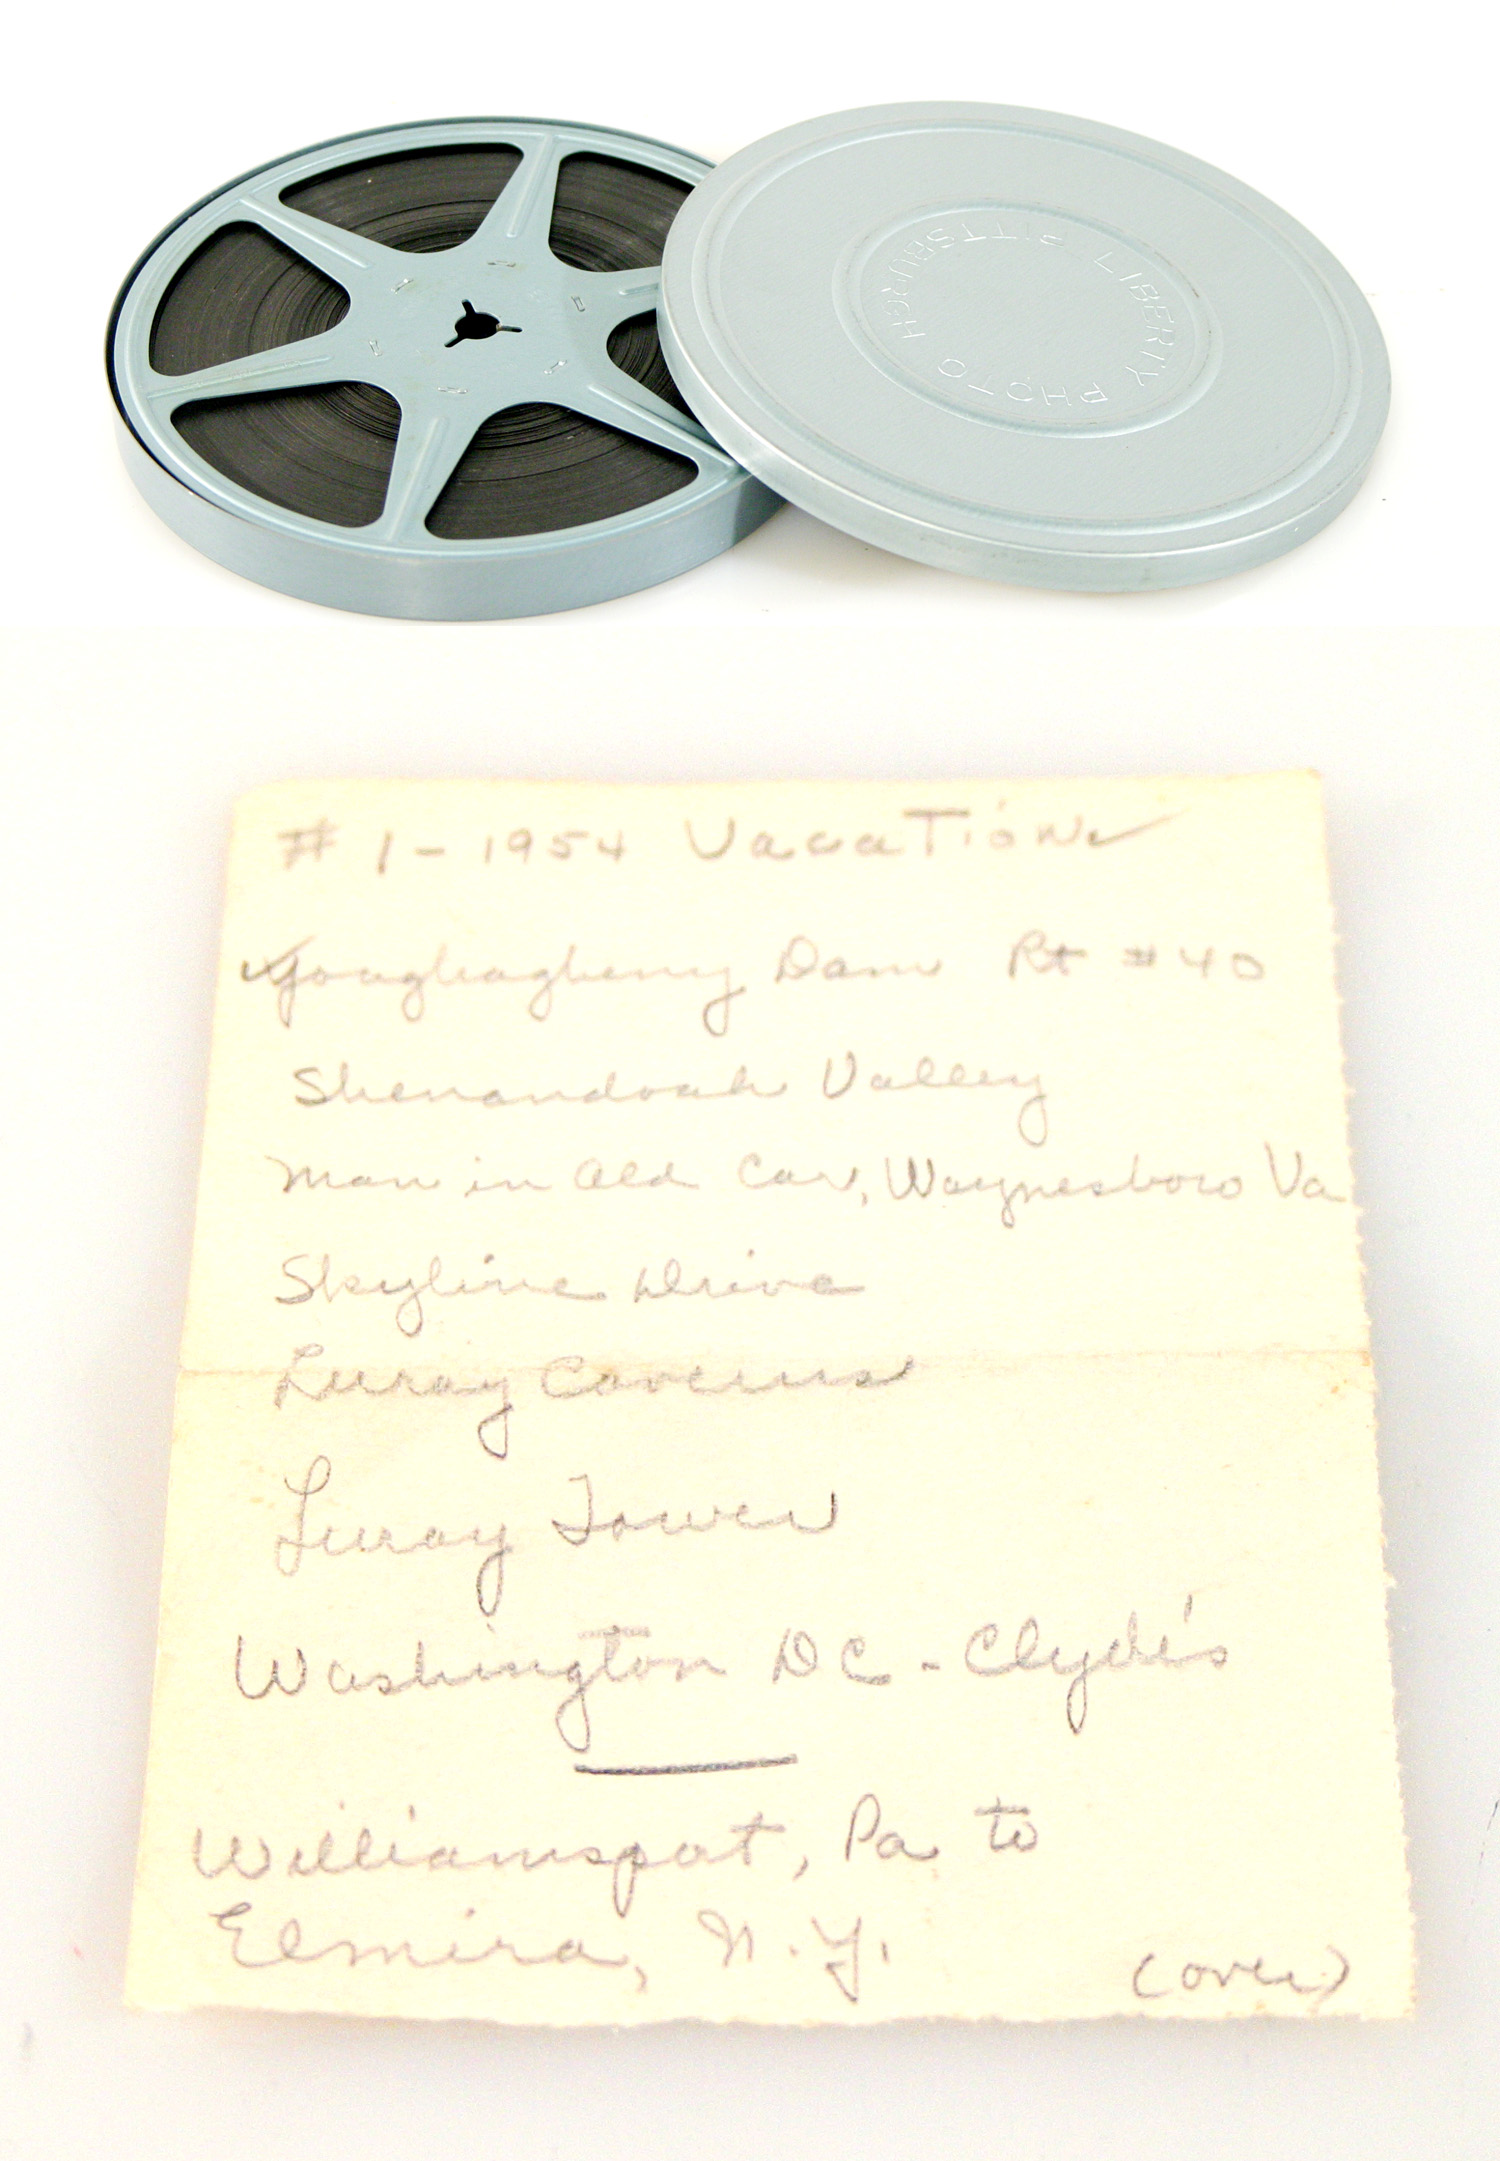 LIBERTY PHOTO PITTSBURGH
# 1 - 1954 Vacation
Youghagheny Dam Rt #40
Shenandoah Valley
Man in Old Car, Waynesboro Va
Skyline Drive
Luray Caverns
Luray Tower
Washington DC - Clyde's
Williamsport, Pa to
Elmira, N.Y.
(over)